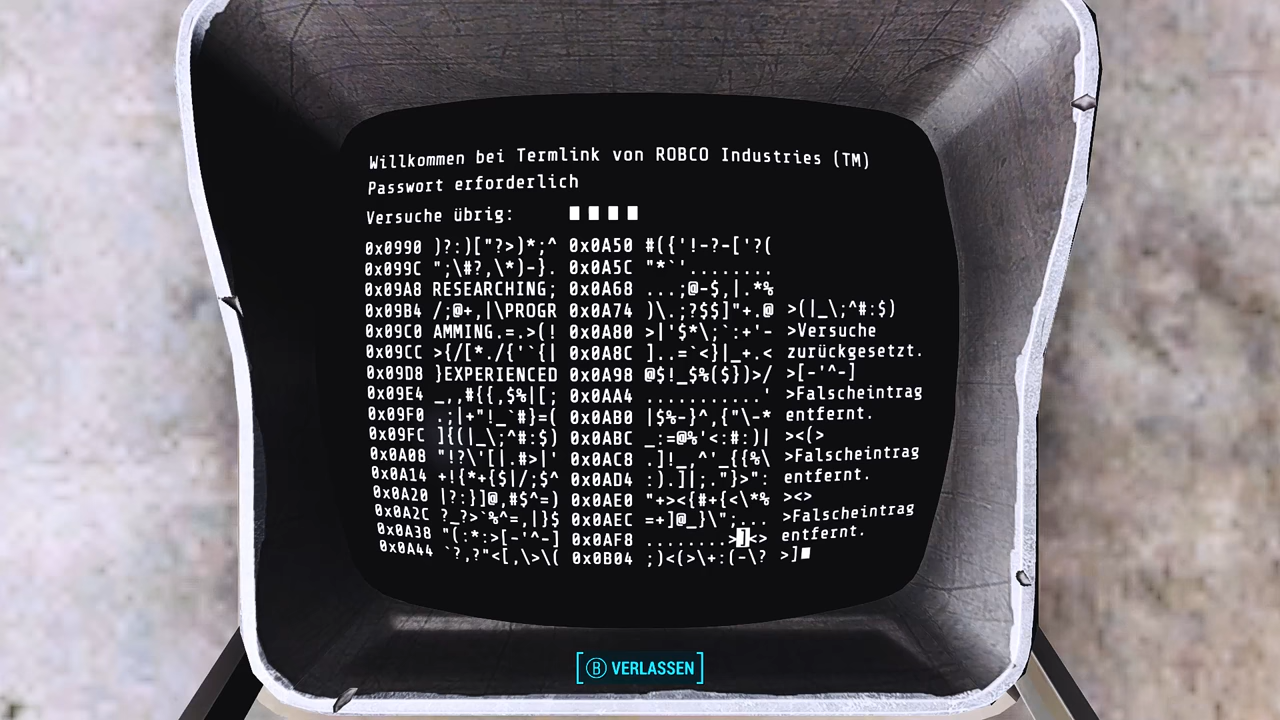 Willkommen bei Termlink von ROBCO Industries (TM)
Passwort erforderlich
Versuche übrig: ■ ■ ■ ■
0x0990 )?:)["?>)*;^ 0x0A50 #({'!-?-['?(
0x099C ";\#?,\*)-}. 0x0A5C "*`'........
0x09A8 RESEARCHING; 0x0A68 ...;@-$,|.*%
0x09B4 /;@+,|\PROGR 0x0A74 )\.;?$$]"+.@ >(|_\;^#:$)
0x09C0 AMMING.=.>(! 0x0A80 >|'$*\;`:+'- >Versuche
0x09CC >{/[*./{'`{| 0x0A8C ]..=`<}|_+.< zurückgesetzt.
0x09D8 }EXPERIENCED 0x0A98 @$!_$%($})>/ >[-'^-]
0x09E4 _,,#{{,$%|[; 0x0AA4 ...........' >Falscheintrag
0x09F0 .;|+"!_`#}=( 0x0AB0 |$%-}^,{"\-* entfernt.
0x09FC ]{(|_\;^#:$) 0x0ABC _:=@%'<:#:)| ><(>
0x0A08 "!?\'[|.#>|' 0x0AC8 .]!_,^'_{{%\ >Falscheintrag
0x0A14 +!{*+{$|/;$^ 0x0AD4 :).]|;."}>": entfernt.
0x0A20 |?:}]@,#$^=) 0x0AE0 "+><{#+{<\*% ><>
0x0A2C ?_?>`%^=,|}$ 0x0AEC =+]@_}\";... >Falscheintrag
0x0A38 "(:*:>[-'^-] 0x0AF8 ........>]<> entfernt.
0x0A44 `?,?"<[,\>\( 0x0B04 ;)<(>\+:(-\? >]■
Ⓑ VERLASSEN